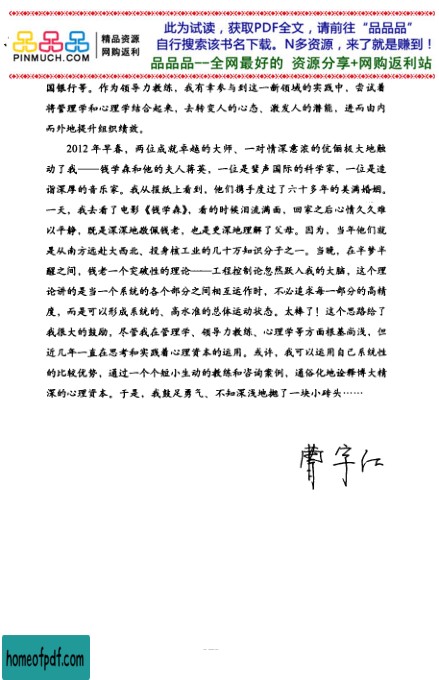 品品品.COM
PINMUCH.COM
精品资源
网购返利
此为试读，获取PDF全文，请前往“品品品”
自行搜索该书名下载。N多资源，来了就是赚到！
品品品--全网最好的 资源分享+网购返利站
国银行等。作为领导力教练，我有幸参与到这一新领域的实践中，尝试着
将管理学和心理学结合起来，去转变人的心态、激发人的潜能，进而由内
而外地提升组织绩效。
2012 年早春，两位成就卓越的大师、一对情深意浓的伉俪极大地触
动了我——钱学森和他的夫人蒋英，一位是蜚声国际的科学家，一位是造
诣深厚的音乐家。我从报纸上看到，他们携手度过了六十多年的美满婚姻。
一天，我去看了电影《钱学森》，看的时候泪流满面，回家之后心情久久难
以平静，既是深深地敬佩钱老，也是更深地理解了父母。因为，当年他们就
是从南方远赴大西北、投身核工业的几十万知识分子之一。当晚，在半梦半
醒之间，钱老一个突破性的理论——工程控制论忽然跃入我的大脑，这个理
论讲的是当一个系统的各个部分之间相互运作时，不必追求每一部分的高精
度，而是可以形成系统的、高水准的总体运动状态。太棒了！这个思路给了
我很大的鼓励，尽管我在管理学、领导力教练、心理学等方面根基尚浅，但
近几年一直在思考和实践着心理资本的运用。或许，我可以运用自己系统性
的比较优势，通过一个个短小生动的教练和咨询案例，通俗化地诠释博大精
深的心理资本。于是，我鼓足勇气、不知深浅地抛了一块小砖头……
曹宇红
homeofpdf.com